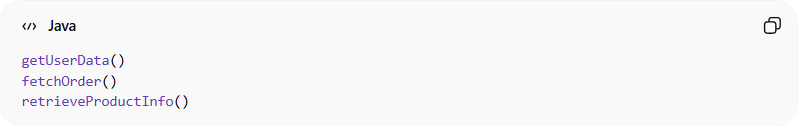 Java
getUserData()
fetchOrder()
retrieveProductInfo()